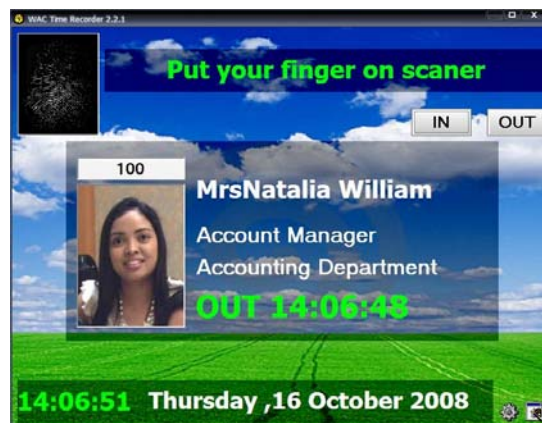 WAC Time Recorder 2.2.1
Put your finger on scaner
IN OUT
100
MrsNatalia William
Account Manager
Accounting Department
OUT 14:06:48
14:06:51 Thursday ,16 October 2008